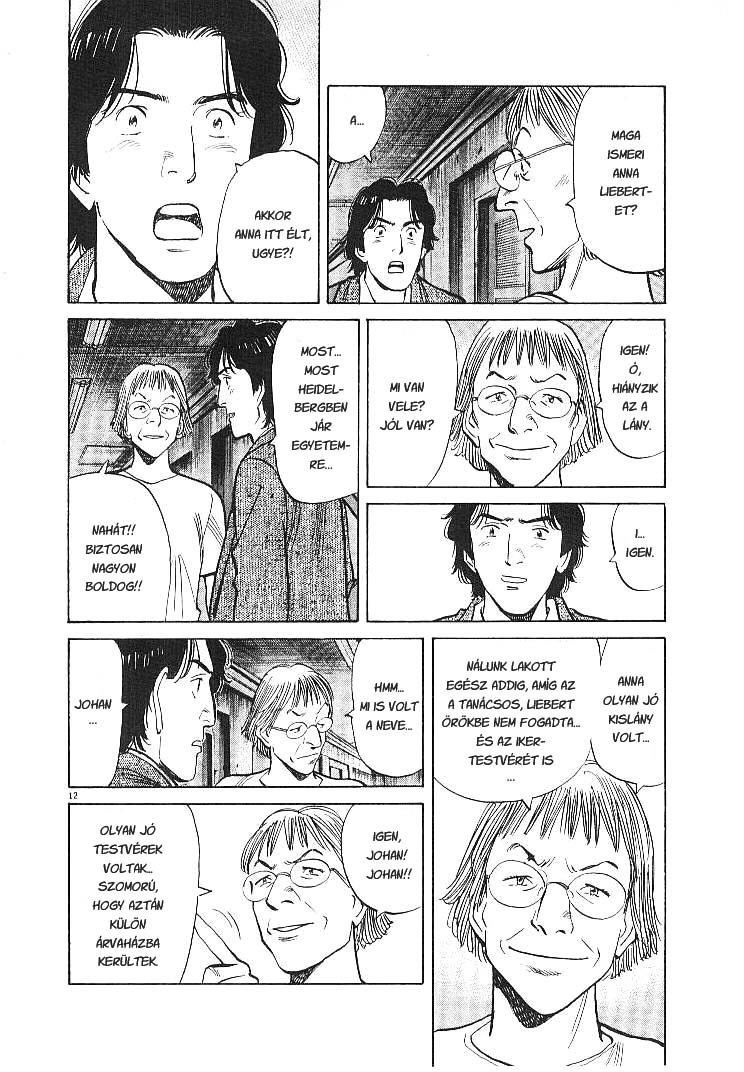 MAGA
ISMERI
ANNA
LIEBERT-
ET?
A...
AKKOR
ANNA ITT ÉLT,
UGYE?!
IGEN!
Ó,
HIÁNYZIK
AZ A
LÁNY.
MI VAN
VELE?
JÓL VAN?
I...
IGEN.
MOST...
MOST
HEIDEL-
BERGBEN
JÁR
EGYETEM-
RE...
NAHÁT!!
BIZTOSAN
NAGYON
BOLDOG!!
ANNA
OLYAN JÓ
KISLÁNY
VOLT...
NÁLUNK LAKOTT
EGÉSZ ADDIG, AMÍG AZ
A TANÁCSOS, LIEBERT
ÖRÖKBE NEM FOGADTA...
ÉS AZ IKER-
TESTVÉRÉT IS
...
HMM...
MI IS VOLT
A NEVE...
JOHAN
...
IGEN,
JOHAN!
JOHAN!!
OLYAN JÓ
TESTVÉREK
VOLTAK...
SZOMORÚ,
HOGY AZTÁN
KÜLÖN
ÁRVAHÁZBA
KERÜLTEK.
12